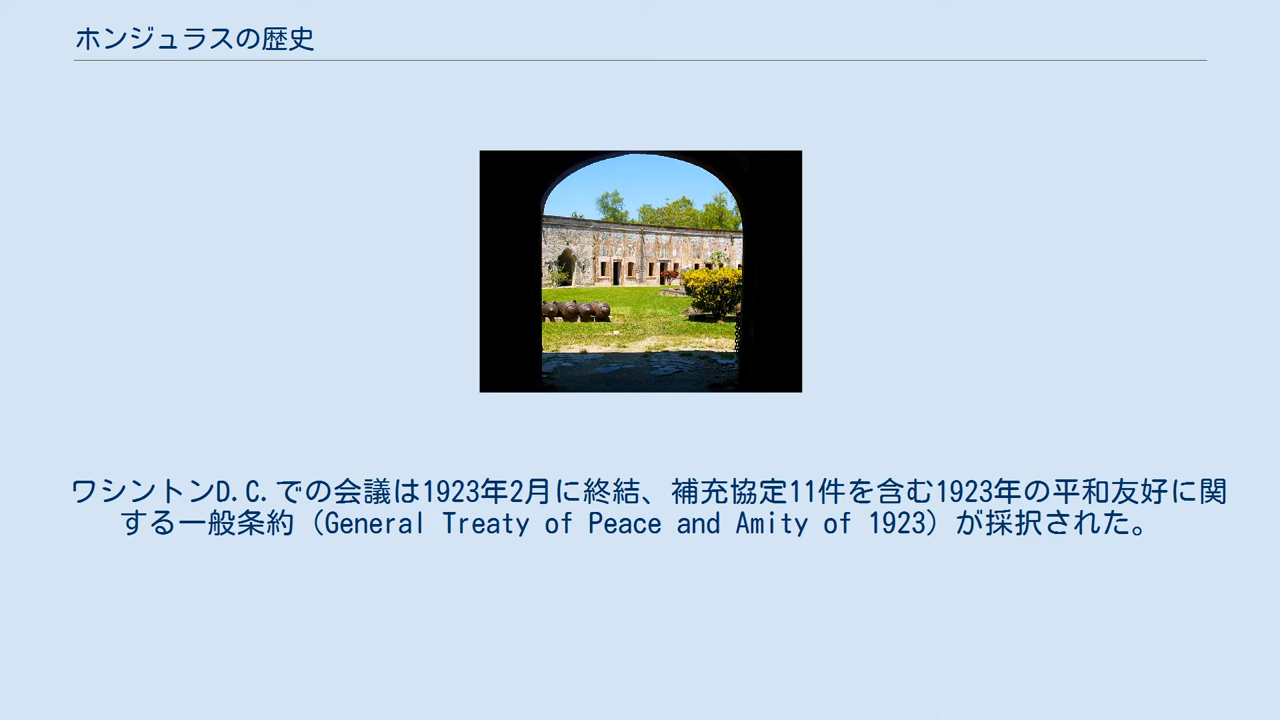 ホンジュラスの歴史
ワシントンD.C.での会議は1923年2月に終結、補充協定11件を含む1923年の平和友好に関
する一般条約（General Treaty of Peace and Amity of 1923）が採択された。